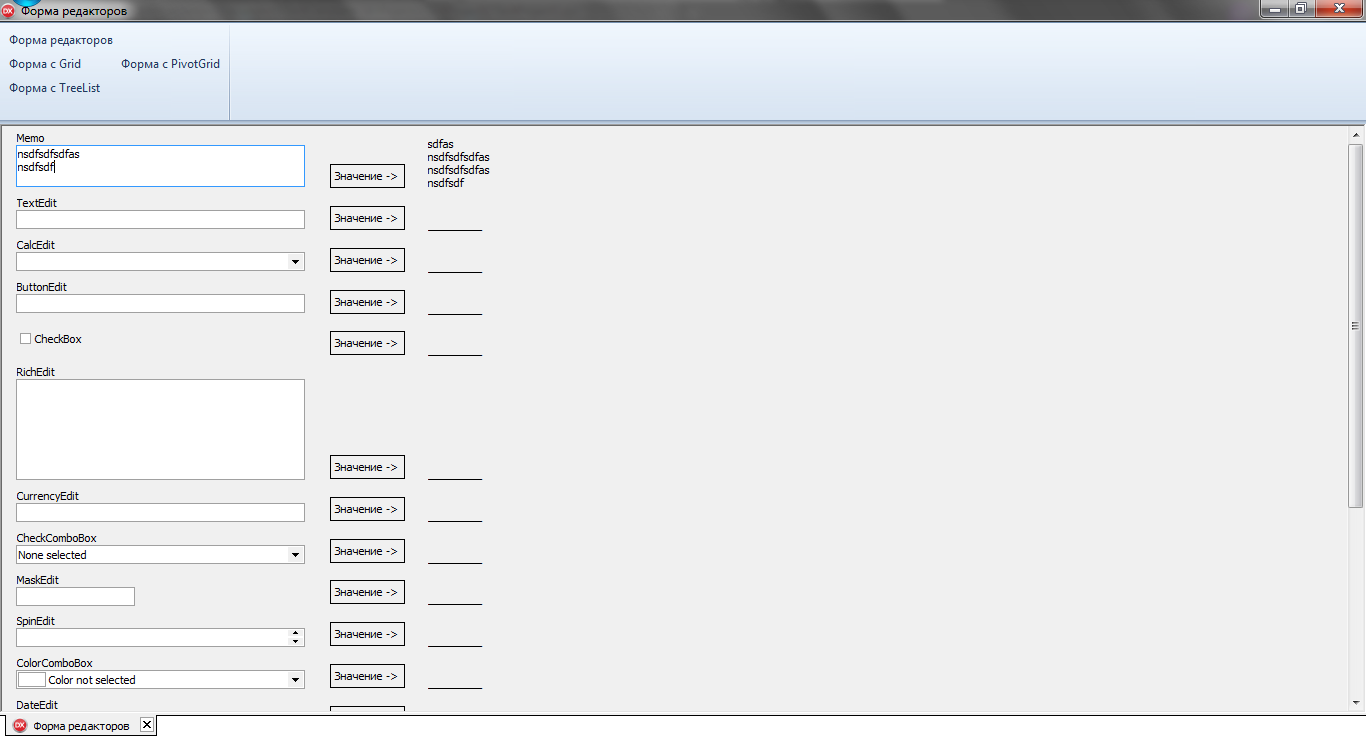 DX Форма редакторов
Форма редакторов
Форма с Grid Форма с PivotGrid
Форма с TreeList
Memo
nsdfsdfsdfas
nsdfsdf
Значение ->
sdfas
nsdfsdfsdfas
nsdfsdfsdfas
nsdfsdf
TextEdit
Значение ->
CalcEdit
Значение ->
ButtonEdit
Значение ->
CheckBox
Значение ->
RichEdit
Значение ->
CurrencyEdit
Значение ->
CheckComboBox
None selected
Значение ->
MaskEdit
Значение ->
SpinEdit
Значение ->
ColorComboBox
Color not selected
Значение ->
DateEdit
DX Форма редакторов